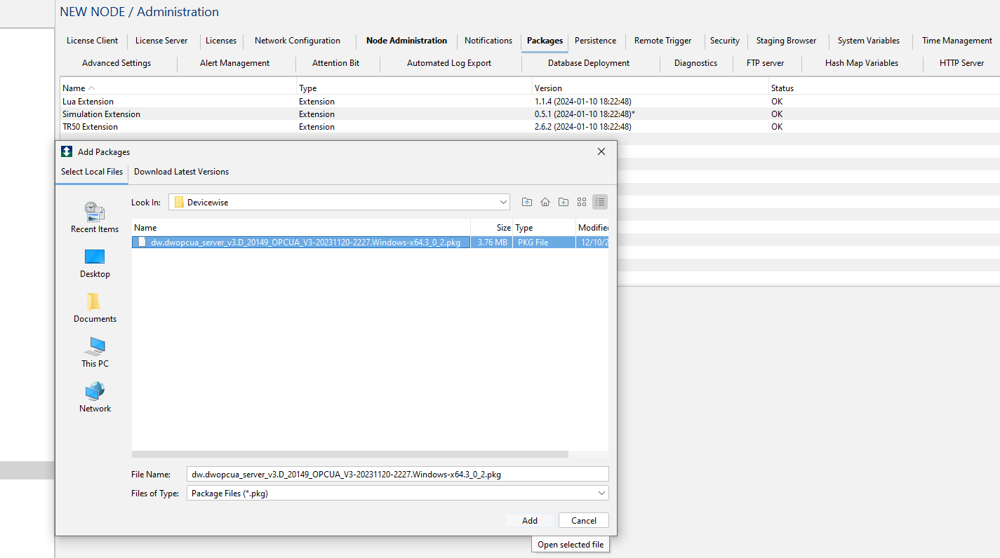 NEW NODE / Administration
License Client License Server Licenses Network Configuration Node Administration Notifications Packages Persistence Remote Trigger Security Staging Browser System Variables Time Management
Advanced Settings Alert Management Attention Bit Automated Log Export Database Deployment Diagnostics FTP server Hash Map Variables HTTP Server
Name Type Version Status
Lua Extension Extension 1.1.4 (2024-01-10 18:22:48) OK
Simulation Extension Extension 0.5.1 (2024-01-10 18:22:48)* OK
TR50 Extension Extension 2.6.2 (2024-01-10 18:22:48) OK
Add Packages
Select Local Files Download Latest Versions
Look In: Devicewise
Recent Items
Desktop
Documents
This PC
Network
Name Size Type Modified
dw.dwopcua_server_v3.D_20149_OPCUA_V3-20231120-2227.Windows-x64.3_0_2.pkg 3.76 MB PKG File 12/10/2
File Name: dw.dwopcua_server_v3.D_20149_OPCUA_V3-20231120-2227.Windows-x64.3_0_2.pkg
Files of Type: Package Files (*.pkg)
Add Cancel
Open selected file